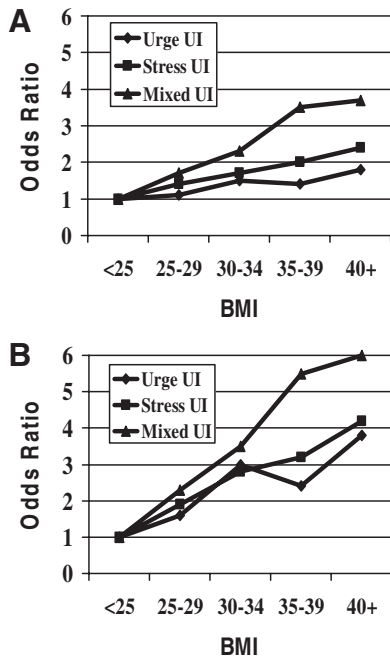 A
6
5
4
3
2
1
0
Odds Ratio
Urge UI
Stress UI
Mixed UI
<25 25-29 30-34 35-39 40+
BMI
B
6
5
4
3
2
1
0
Odds Ratio
Urge UI
Stress UI
Mixed UI
<25 25-29 30-34 35-39 40+
BMI